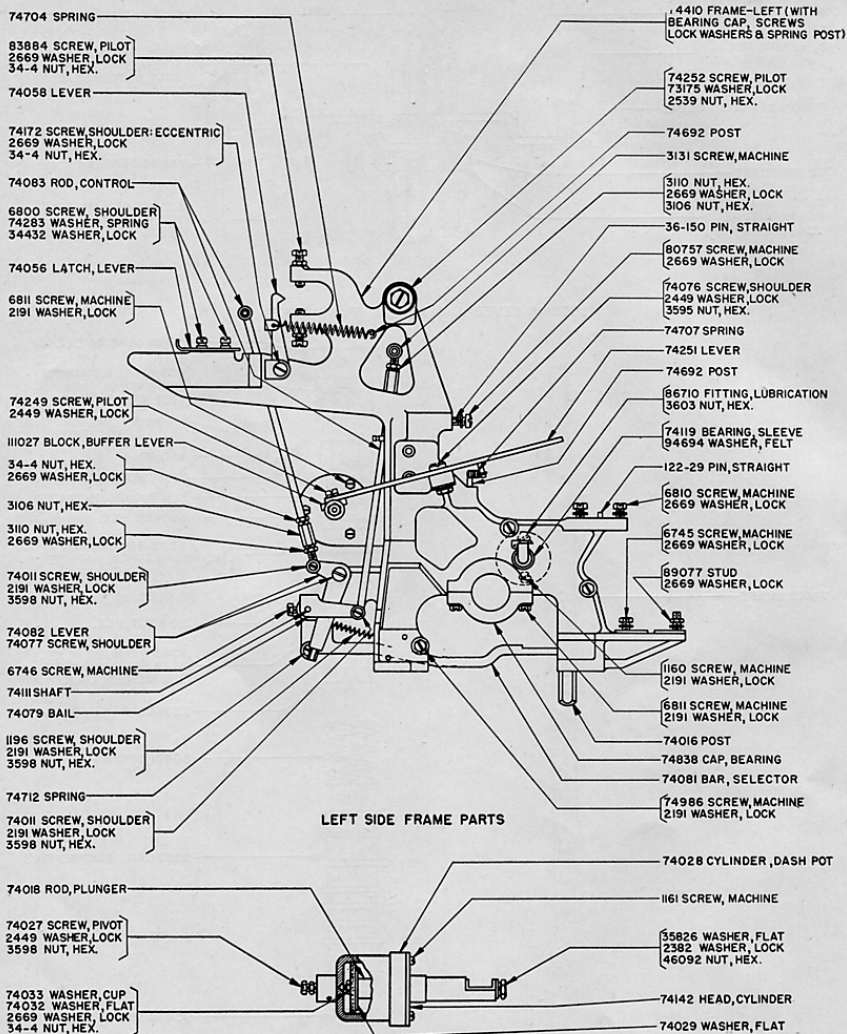 74704 SPRING
83884 SCREW, PILOT
2669 WASHER, LOCK
34-4 NUT, HEX.
74058 LEVER
74172 SCREW, SHOULDER: ECCENTRIC
2669 WASHER, LOCK
34-4 NUT, HEX.
74083 ROD, CONTROL
6800 SCREW, SHOULDER
74283 WASHER, SPRING
34432 WASHER, LOCK
74056 LATCH, LEVER
6811 SCREW, MACHINE
2191 WASHER, LOCK
74249 SCREW, PILOT
2449 WASHER, LOCK
111027 BLOCK, BUFFER LEVER
34-4 NUT, HEX.
2669 WASHER, LOCK
3106 NUT, HEX.
3110 NUT, HEX.
2669 WASHER, LOCK
74011 SCREW, SHOULDER
2191 WASHER, LOCK
3598 NUT, HEX.
74082 LEVER
74077 SCREW, SHOULDER
6746 SCREW, MACHINE
74111 SHAFT
74079 BAIL
1196 SCREW, SHOULDER
2191 WASHER, LOCK
3598 NUT, HEX.
74712 SPRING
74011 SCREW, SHOULDER
2191 WASHER, LOCK
3598 NUT, HEX.
4410 FRAME-LEFT (WITH
BEARING CAP, SCREWS
LOCK WASHERS & SPRING POST)
74252 SCREW, PILOT
73175 WASHER, LOCK
2539 NUT, HEX.
74692 POST
3131 SCREW, MACHINE
3110 NUT, HEX.
2669 WASHER, LOCK
3106 NUT, HEX.
36-150 PIN, STRAIGHT
80757 SCREW, MACHINE
2669 WASHER, LOCK
74076 SCREW, SHOULDER
2449 WASHER, LOCK
3595 NUT, HEX.
74707 SPRING
74251 LEVER
74692 POST
86710 FITTING, LUBRICATION
3603 NUT, HEX.
74119 BEARING, SLEEVE
94694 WASHER, FELT
122-29 PIN, STRAIGHT
6810 SCREW, MACHINE
2669 WASHER, LOCK
6745 SCREW, MACHINE
2669 WASHER, LOCK
89077 STUD
2669 WASHER, LOCK
1160 SCREW, MACHINE
2191 WASHER, LOCK
6811 SCREW, MACHINE
2191 WASHER, LOCK
74016 POST
74838 CAP, BEARING
74081 BAR, SELECTOR
74986 SCREW, MACHINE
2191 WASHER, LOCK
LEFT SIDE FRAME PARTS
74018 ROD, PLUNGER
74027 SCREW, PIVOT
2449 WASHER, LOCK
3598 NUT, HEX.
74033 WASHER, CUP
74032 WASHER, FLAT
2669 WASHER, LOCK
34-4 NUT, HEX.
74028 CYLINDER, DASH POT
1161 SCREW, MACHINE
35826 WASHER, FLAT
2382 WASHER, LOCK
46092 NUT, HEX.
74142 HEAD, CYLINDER
74029 WASHER, FLAT